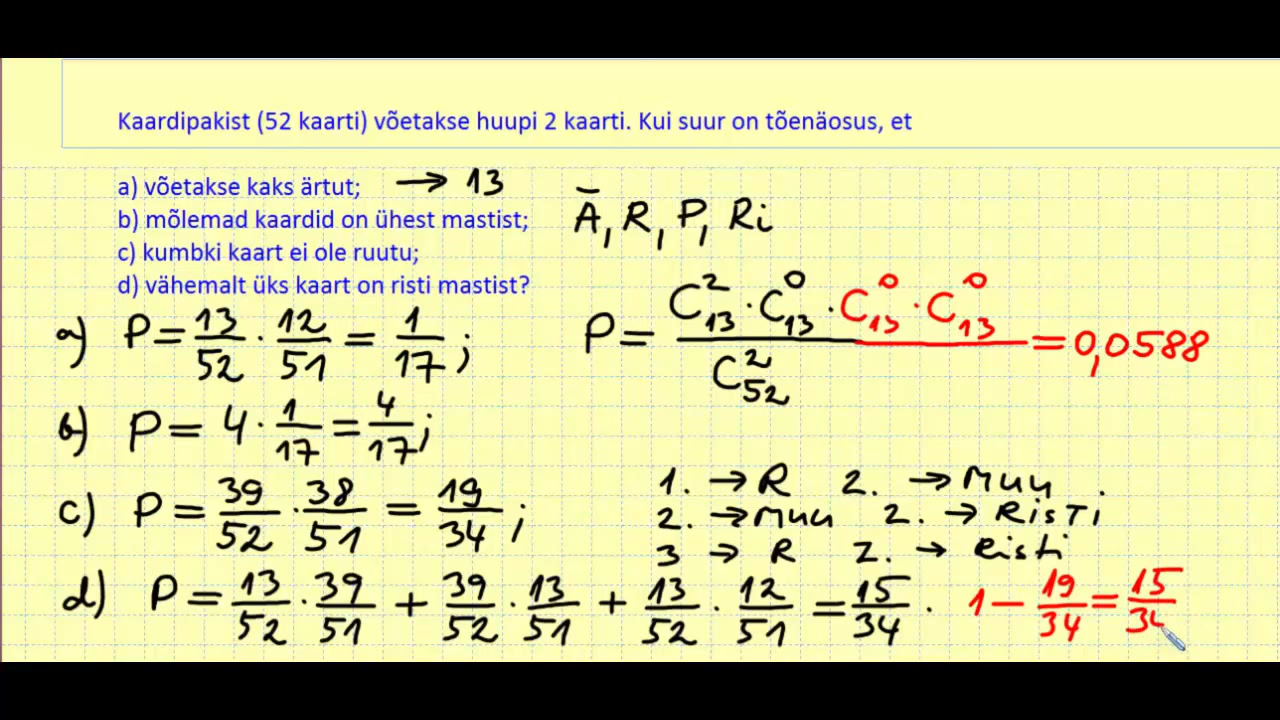 Kaardipakist (52 kaarti) võetakse huupi 2 kaarti. Kui suur on tõenäosus, et
a) võetakse kaks ärtut; → 13
b) mõlemad kaardid on ühest mastist;
c) kumbki kaart ei ole ruutu;
d) vähemalt üks kaart on risti mastist?
Ā, R, P, Ri
a) P = 13/52 · 12/51 = 1/17;
P = (C²₁₃ · C⁰₁₃ · C⁰₁₃ · C⁰₁₃)/C²₅₂ = 0,0588
b) P = 4 · 1/17 = 4/17;
c) P = 39/52 · 38/51 = 19/34;
1. → R 2. → Muu
2. → Muu 2. → RisTi
3 → R 2. → Risti
d) P = 13/52 · 39/51 + 39/52 · 13/51 + 13/52 · 12/51 = 15/34 . 1 − 19/34 = 15/34